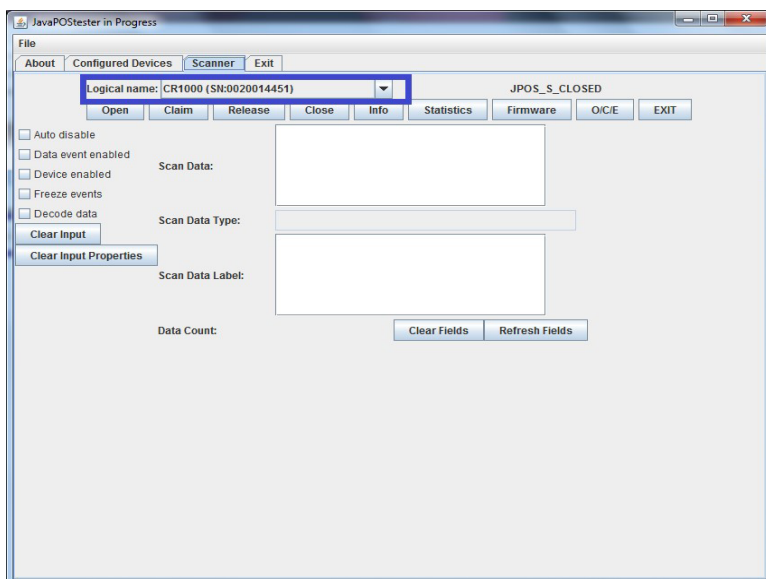 JavaPOStester in Progress
File
About Configured Devices Scanner Exit
Logical name: CR1000 (SN:0020014451) JPOS_S_CLOSED
Open Claim Release Close Info Statistics Firmware O/C/E EXIT
Auto disable
Data event enabled
Device enabled
Freeze events
Decode data
Clear Input
Clear Input Properties
Scan Data:
Scan Data Type:
Scan Data Label:
Data Count:
Clear Fields Refresh Fields